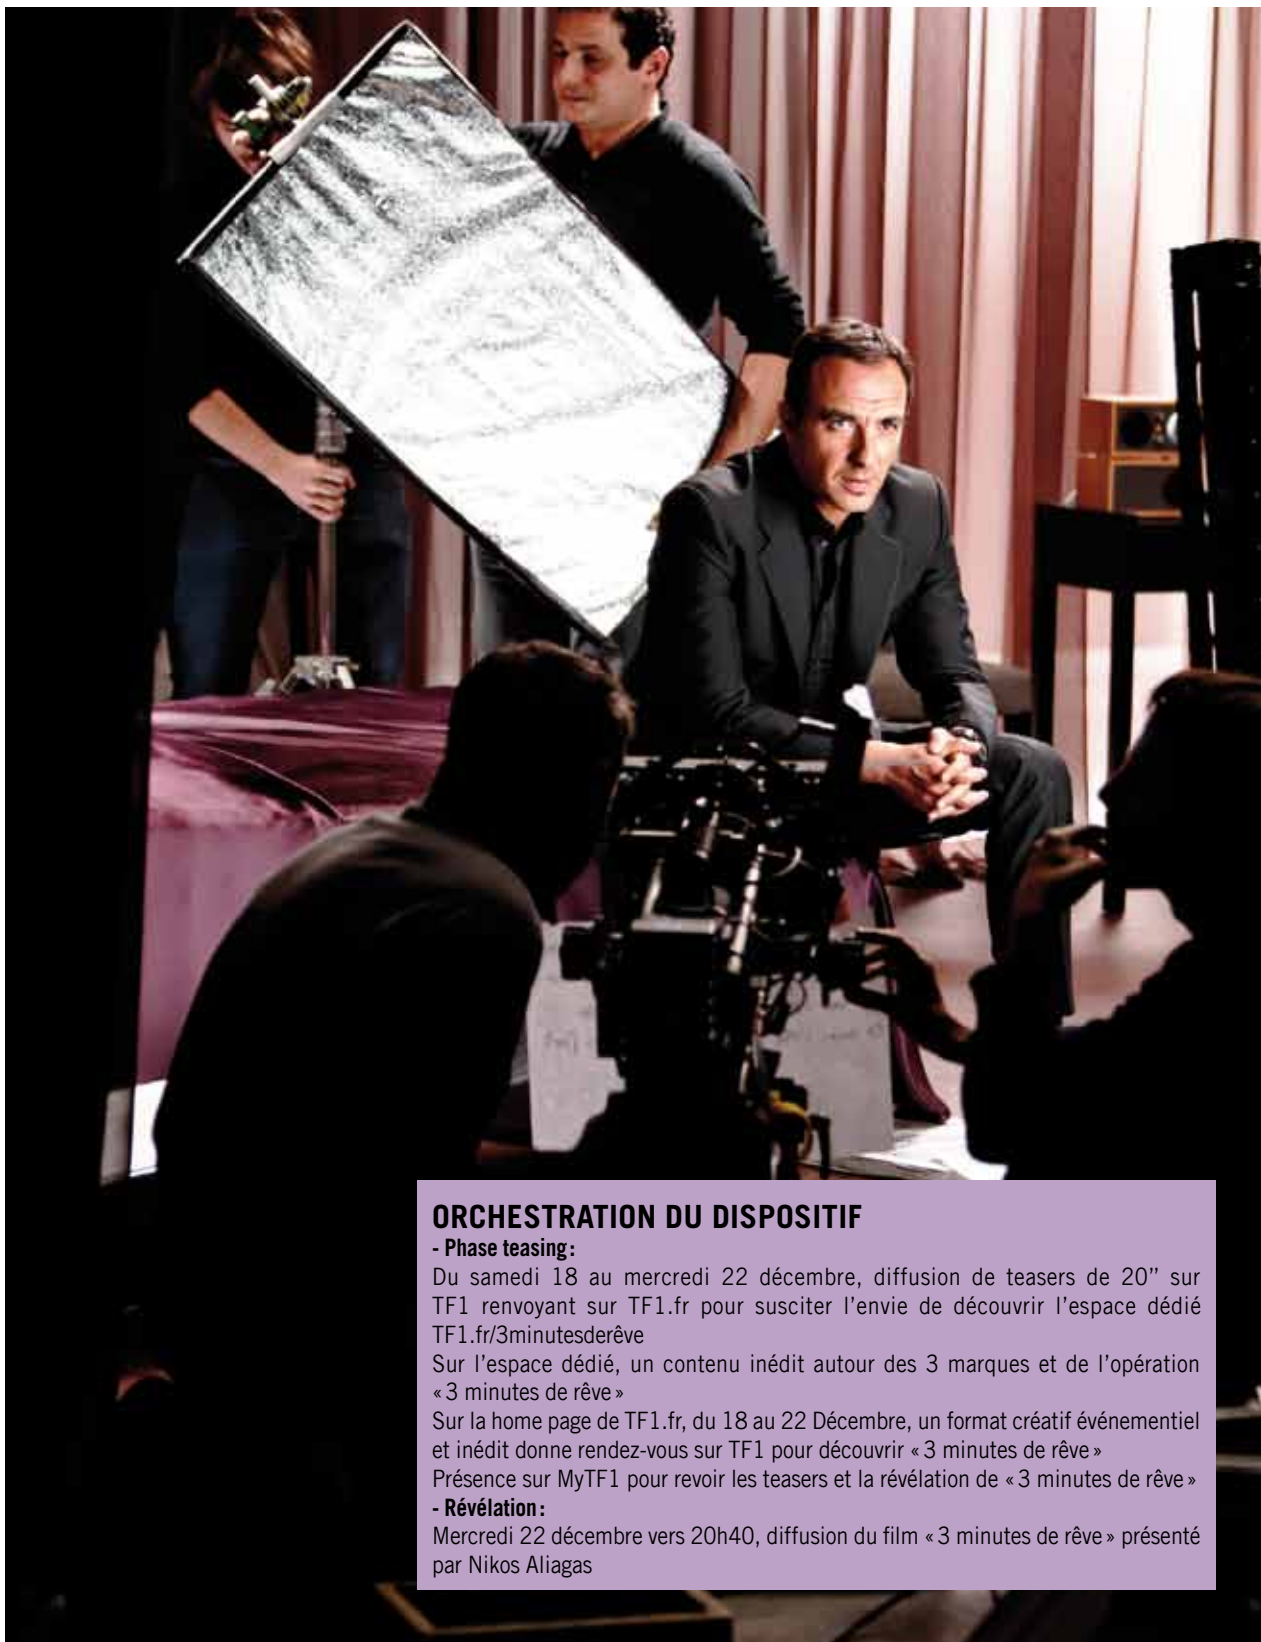 ORCHESTRATION DU DISPOSITIF
- Phase teasing :
Du samedi 18 au mercredi 22 décembre, diffusion de teasers de 20’’ sur
TF1 renvoyant sur TF1.fr pour susciter l’envie de découvrir l’espace dédié
TF1.fr/3minutesderêve
Sur l’espace dédié, un contenu inédit autour des 3 marques et de l’opération
« 3 minutes de rêve »
Sur la home page de TF1.fr, du 18 au 22 Décembre, un format créatif événementiel
et inédit donne rendez-vous sur TF1 pour découvrir « 3 minutes de rêve »
Présence sur MyTF1 pour revoir les teasers et la révélation de « 3 minutes de rêve »
- Révélation :
Mercredi 22 décembre vers 20h40, diffusion du film « 3 minutes de rêve » présenté
par Nikos Aliagas